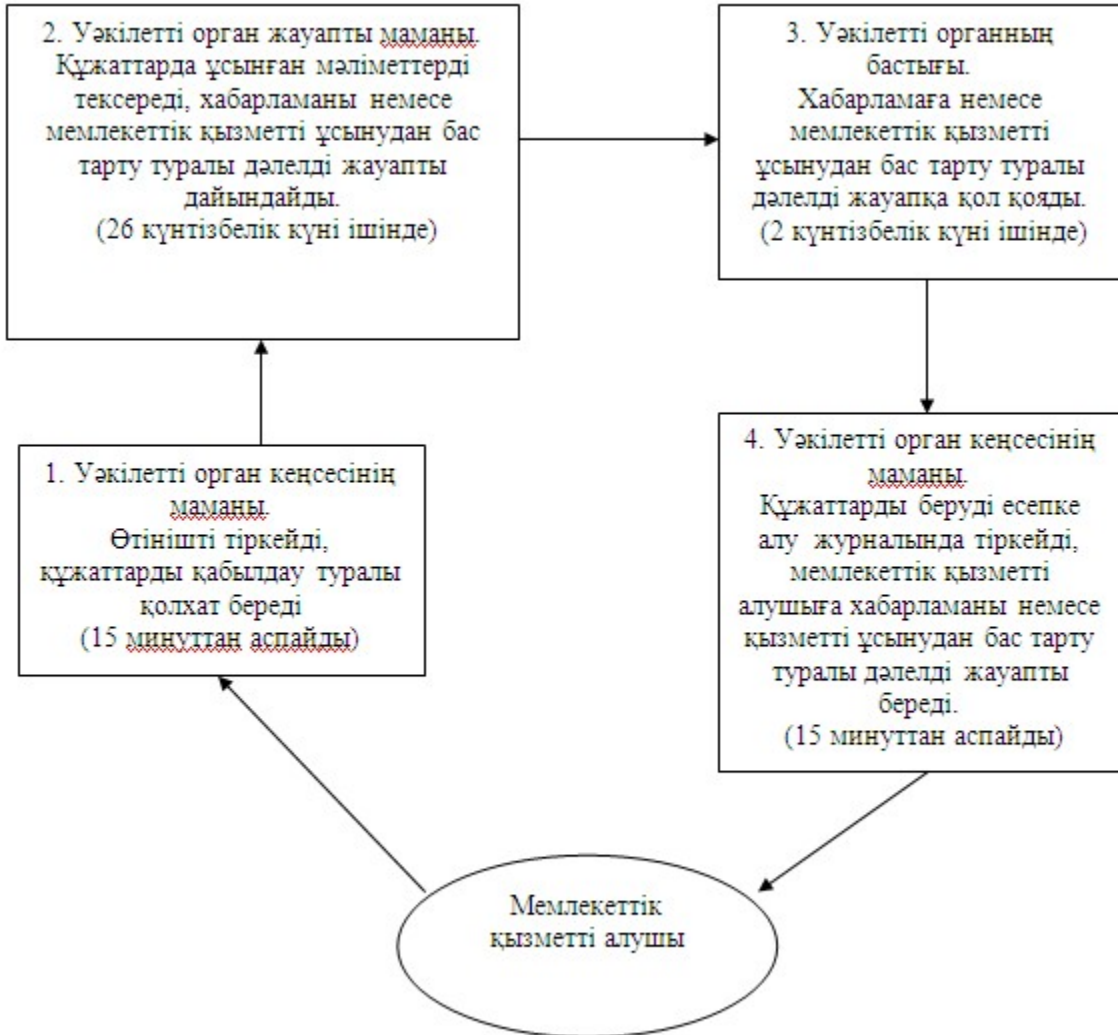 2. Уәкілетті орган жауапты маманы.
Құжаттарда ұсынған мәліметтерді
тексереді, хабарламаны немесе
мемлекеттік қызметті ұсынудан бас
тарту туралы дәлелді жауапты
дайындайды.
(26 күнтізбелік күні ішінде)
3. Уәкілетті органның
бастығы.
Хабарламаға немесе
мемлекеттік қызметті
ұсынудан бас тарту туралы
дәлелді жауапқа қол қояды.
(2 күнтізбелік күні ішінде)
1. Уәкілетті орган кеңсесінің
маманы.
Өтінішті тіркейді,
құжаттарды қабылдау туралы
қолхат береді
(15 минуттан аспайды)
4. Уәкілетті орган кеңсесінің
маманы.
Құжаттарды беруді есепке
алу журналында тіркейді,
мемлекеттік қызметті
алушыға хабарламаны немесе
қызметті ұсынудан бас тарту
туралы дәлелді жауапты
береді.
(15 минуттан аспайды)
Мемлекеттік
қызметті алушы